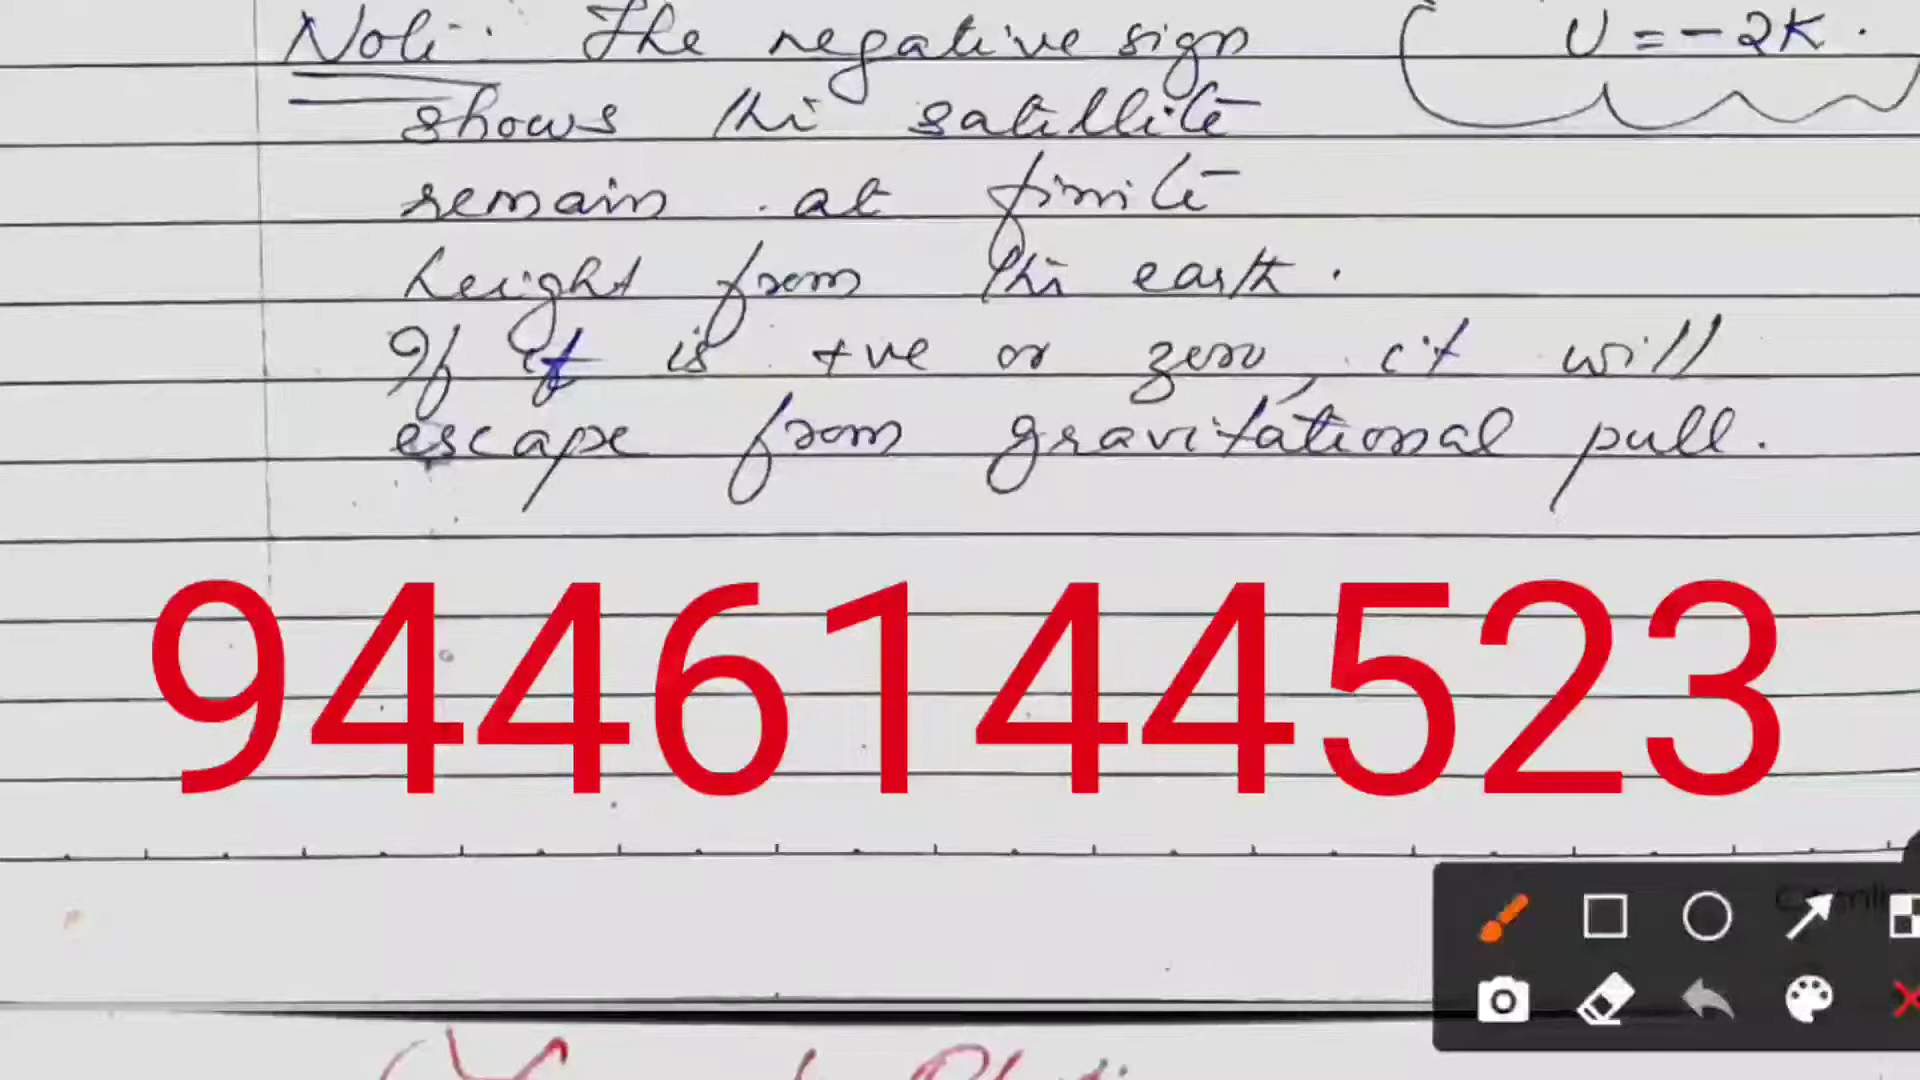 Note: The negative sign
U = -2K.
shows the satellite
remain at finite
height from the earth.
If it is +ve or zero, it will
escape from gravitational pull.
9446144523